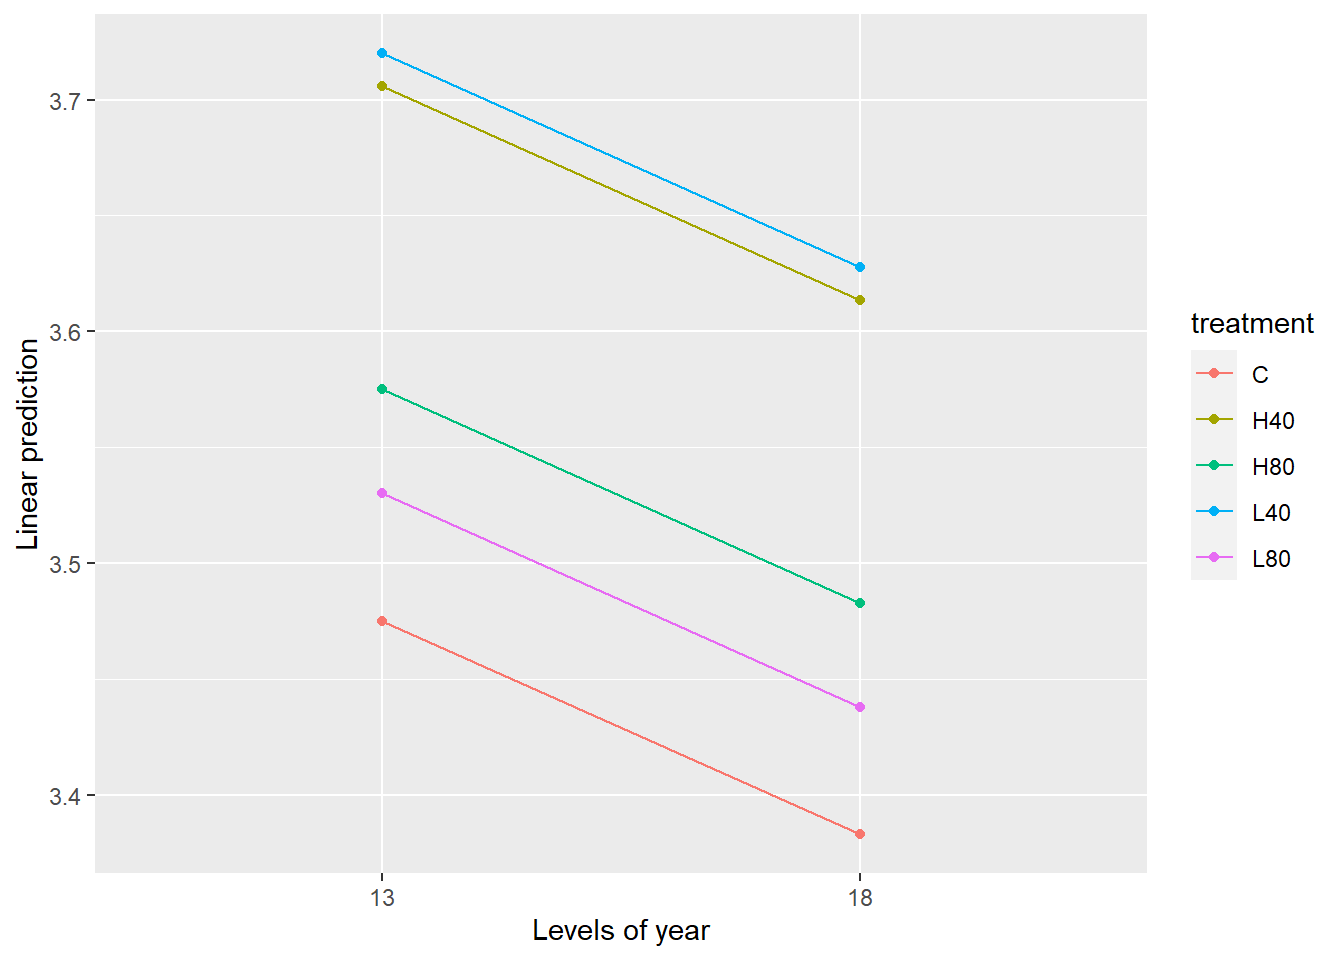 3.7
3.6
3.5
3.4
Linear prediction
13
18
Levels of year
treatment
C
H40
H80
L40
L80